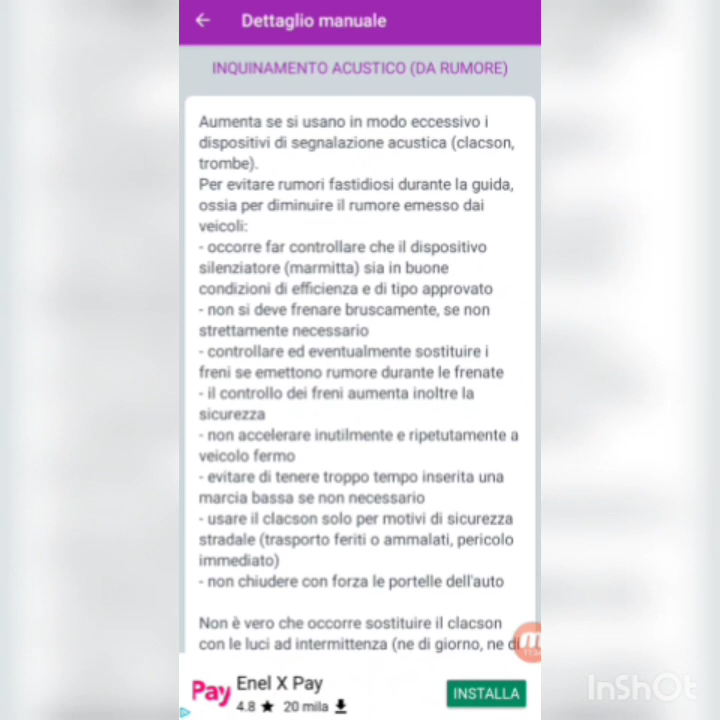 Dettaglio manuale
INQUINAMENTO ACUSTICO (DA RUMORE)
Aumenta se si usano in modo eccessivo i
dispositivi di segnalazione acustica (clacson,
trombe).
Per evitare rumori fastidiosi durante la guida,
ossia per diminuire il rumore emesso dai
veicoli:
- occorre far controllare che il dispositivo
silenziatore (marmitta) sia in buone
condizioni di efficienza e di tipo approvato
- non si deve frenare bruscamente, se non
strettamente necessario
- controllare ed eventualmente sostituire i
freni se emettono rumore durante le frenate
- il controllo dei freni aumenta inoltre la
sicurezza
- non accelerare inutilmente e ripetutamente a
veicolo fermo
- evitare di tenere troppo tempo inserita una
marcia bassa se non necessario
- usare il clacson solo per motivi di sicurezza
stradale (trasporto feriti o ammalati, pericolo
immediato)
- non chiudere con forza le portelle dell'auto
Non è vero che occorre sostituire il clacson
con le luci ad intermittenza (ne di giorno, ne
Pay Enel X Pay
4.8 ★ 20 mila
INSTALLA
InShOt